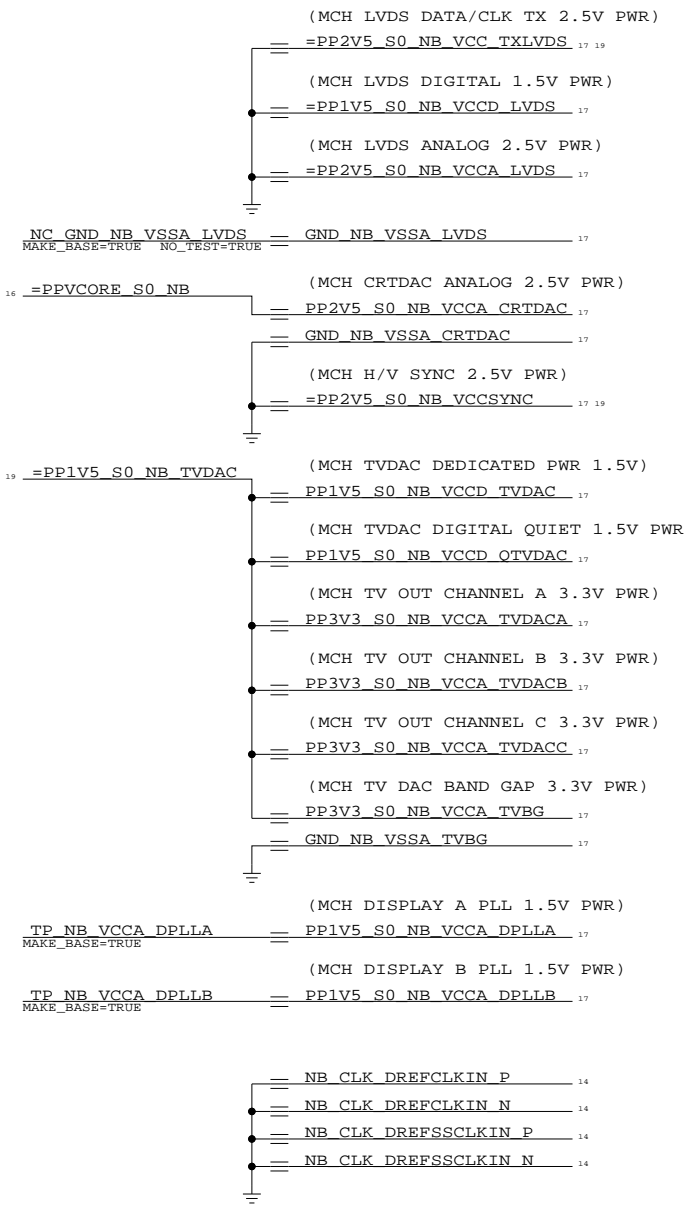 (MCH LVDS DATA/CLK TX 2.5V PWR)
=PP2V5_S0_NB_VCC_TXLVDS 17 19
(MCH LVDS DIGITAL 1.5V PWR)
=PP1V5_S0_NB_VCCD_LVDS 17
(MCH LVDS ANALOG 2.5V PWR)
=PP2V5_S0_NB_VCCA_LVDS 17
NC_GND_NB_VSSA_LVDS GND_NB_VSSA_LVDS 17
MAKE_BASE=TRUE NO_TEST=TRUE
(MCH CRTDAC ANALOG 2.5V PWR)
16 =PPVCORE_S0_NB
PP2V5_S0_NB_VCCA_CRTDAC 17
GND_NB_VSSA_CRTDAC 17
(MCH H/V SYNC 2.5V PWR)
=PP2V5_S0_NB_VCCSYNC 17 19
(MCH TVDAC DEDICATED PWR 1.5V)
19 =PP1V5_S0_NB_TVDAC
PP1V5_S0_NB_VCCD_TVDAC 17
(MCH TVDAC DIGITAL QUIET 1.5V PWR
PP1V5_S0_NB_VCCD_QTVDAC 17
(MCH TV OUT CHANNEL A 3.3V PWR)
PP3V3_S0_NB_VCCA_TVDACA 17
(MCH TV OUT CHANNEL B 3.3V PWR)
PP3V3_S0_NB_VCCA_TVDACB 17
(MCH TV OUT CHANNEL C 3.3V PWR)
PP3V3_S0_NB_VCCA_TVDACC 17
(MCH TV DAC BAND GAP 3.3V PWR)
PP3V3_S0_NB_VCCA_TVBG 17
GND_NB_VSSA_TVBG 17
(MCH DISPLAY A PLL 1.5V PWR)
TP_NB_VCCA_DPLLA PP1V5_S0_NB_VCCA_DPLLA 17
MAKE_BASE=TRUE
(MCH DISPLAY B PLL 1.5V PWR)
TP_NB_VCCA_DPLLB PP1V5_S0_NB_VCCA_DPLLB 17
MAKE_BASE=TRUE
NB_CLK_DREFCLKIN_P 14
NB_CLK_DREFCLKIN_N 14
NB_CLK_DREFSSCLKIN_P 14
NB_CLK_DREFSSCLKIN_N 14